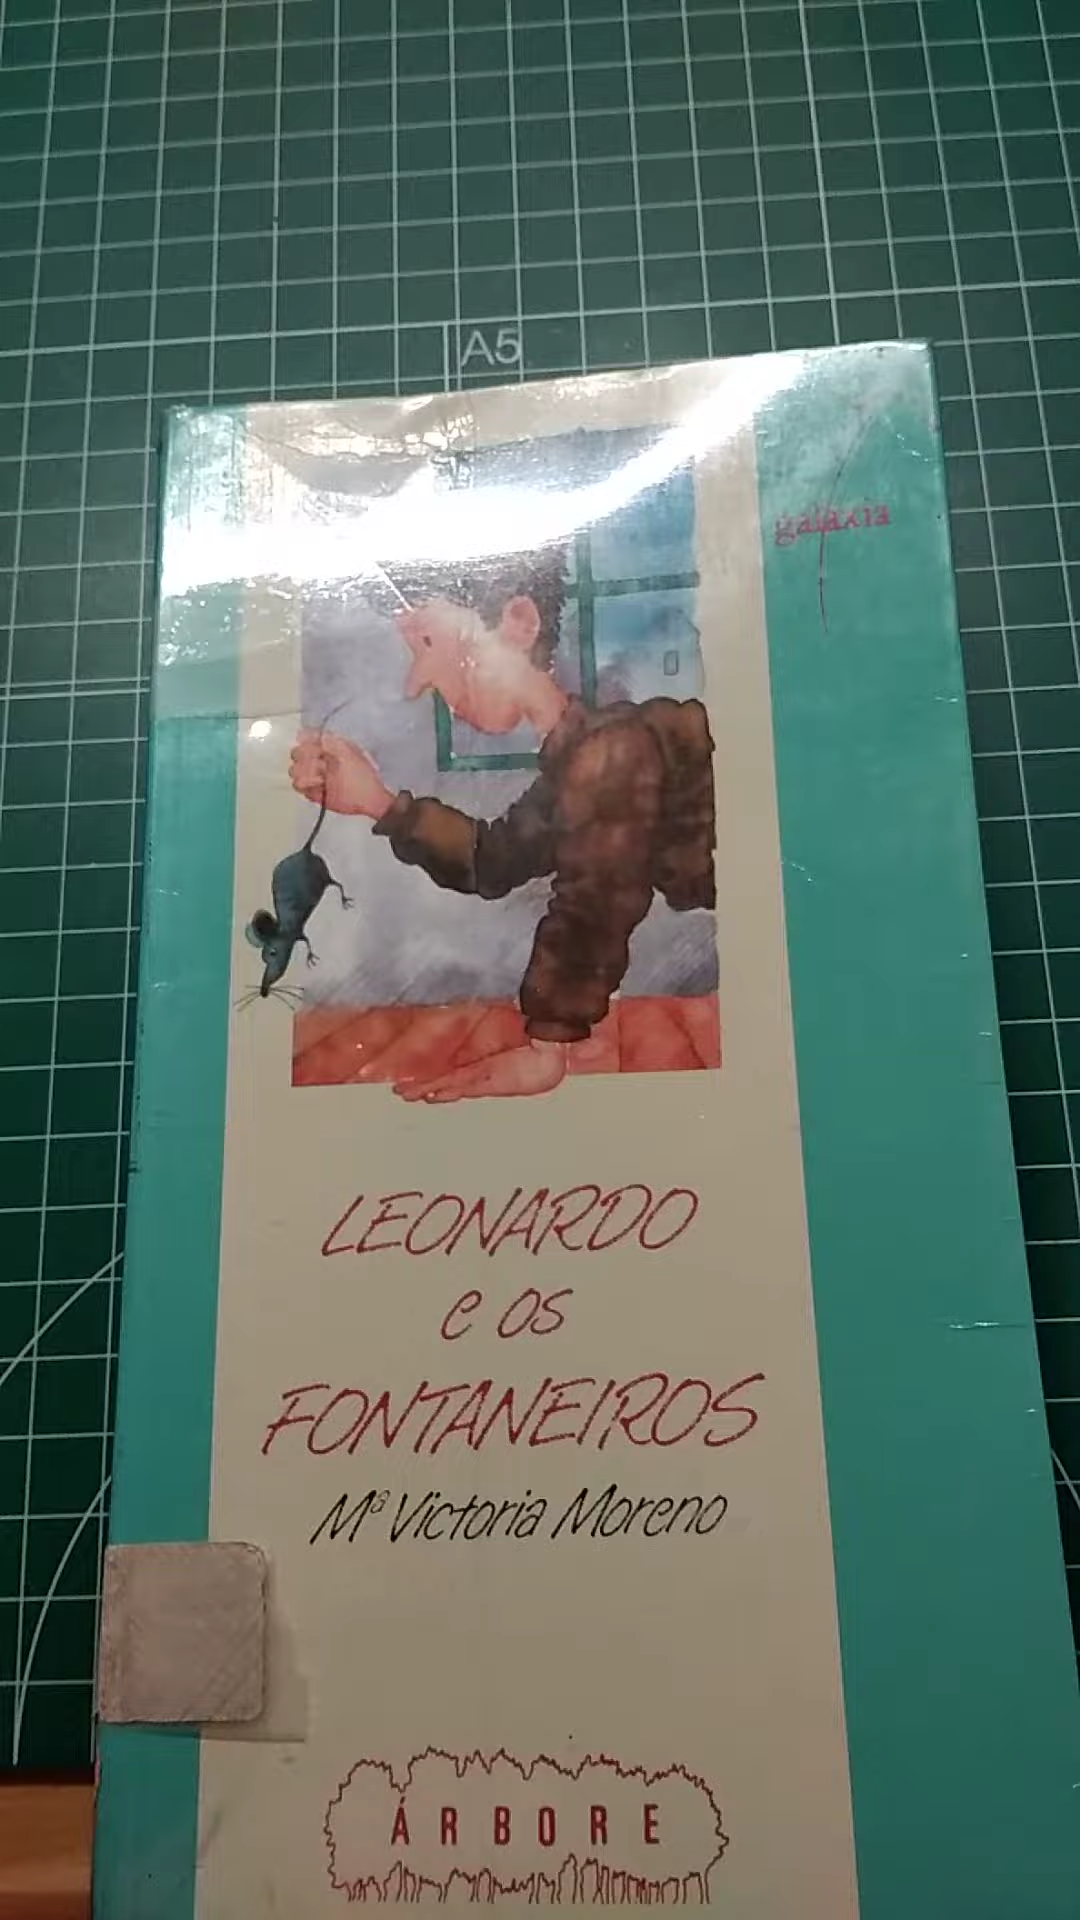 A5
galaxia
LEONARDO
e os
FONTANEIROS
Mª Victoria Moreno
ÁRBORE